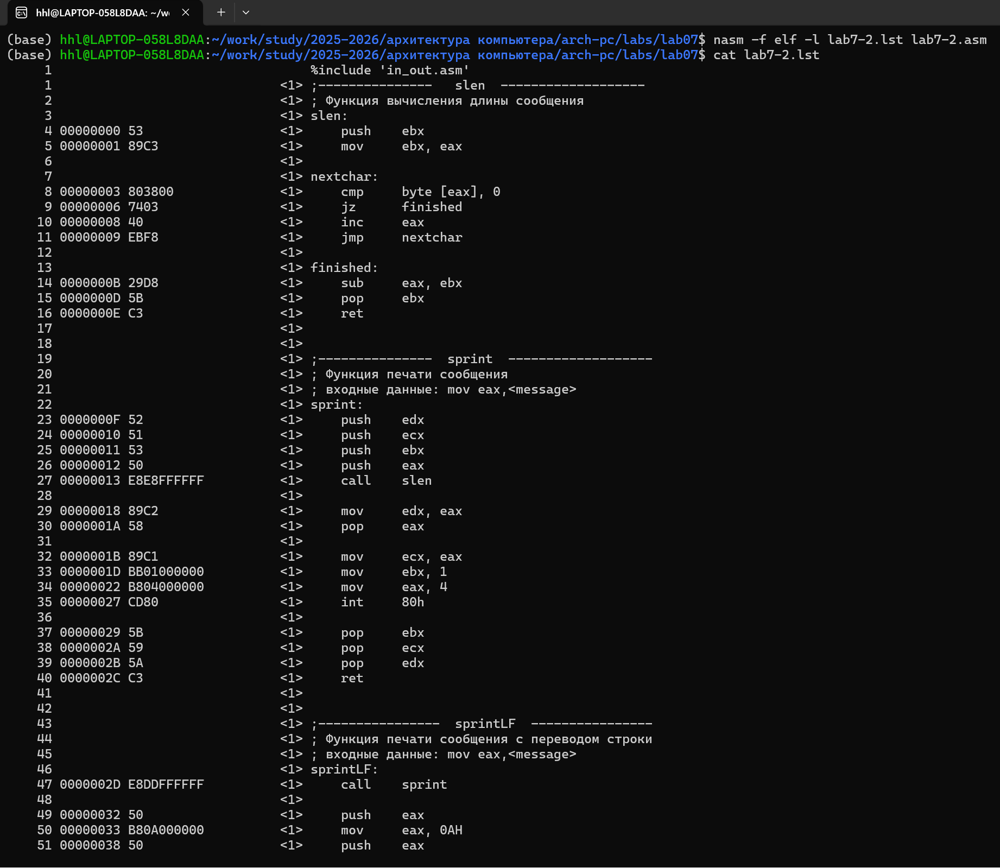 hhl@LAPTOP-058L8DAA: ~/w
(base) hhl@LAPTOP-058L8DAA:~/work/study/2025-2026/архитектура компьютера/arch-pc/labs/lab07$ nasm -f elf -l lab7-2.lst lab7-2.asm
(base) hhl@LAPTOP-058L8DAA:~/work/study/2025-2026/архитектура компьютера/arch-pc/labs/lab07$ cat lab7-2.lst
1 %include 'in_out.asm'
1 <1> ;--------------- slen -------------------
2 <1> ; Функция вычисления длины сообщения
3 <1> slen:
4 00000000 53 <1> push ebx
5 00000001 89C3 <1> mov ebx, eax
6 <1>
7 <1> nextchar:
8 00000003 803800 <1> cmp byte [eax], 0
9 00000006 7403 <1> jz finished
10 00000008 40 <1> inc eax
11 00000009 EBF8 <1> jmp nextchar
12 <1>
13 <1> finished:
14 0000000B 29D8 <1> sub eax, ebx
15 0000000D 5B <1> pop ebx
16 0000000E C3 <1> ret
17 <1>
18 <1>
19 <1> ;--------------- sprint -------------------
20 <1> ; Функция печати сообщения
21 <1> ; входные данные: mov eax,<message>
22 <1> sprint:
23 0000000F 52 <1> push edx
24 00000010 51 <1> push ecx
25 00000011 53 <1> push ebx
26 00000012 50 <1> push eax
27 00000013 E8E8FFFFFF <1> call slen
28 <1>
29 00000018 89C2 <1> mov edx, eax
30 0000001A 58 <1> pop eax
31 <1>
32 0000001B 89C1 <1> mov ecx, eax
33 0000001D BB01000000 <1> mov ebx, 1
34 00000022 B804000000 <1> mov eax, 4
35 00000027 CD80 <1> int 80h
36 <1>
37 00000029 5B <1> pop ebx
38 0000002A 59 <1> pop ecx
39 0000002B 5A <1> pop edx
40 0000002C C3 <1> ret
41 <1>
42 <1>
43 <1> ;---------------- sprintLF ----------------
44 <1> ; Функция печати сообщения с переводом строки
45 <1> ; входные данные: mov eax,<message>
46 <1> sprintLF:
47 0000002D E8DDFFFFFF <1> call sprint
48 <1>
49 00000032 50 <1> push eax
50 00000033 B80A000000 <1> mov eax, 0AH
51 00000038 50 <1> push eax